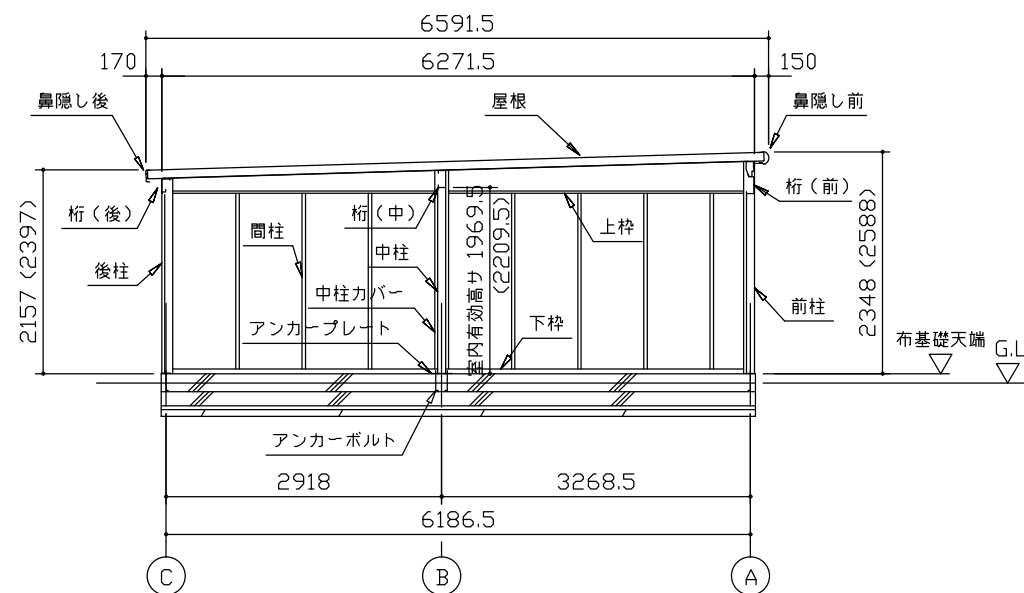 6591.5
170
6271.5
150
鼻隠し後
屋根
鼻隠し前
桁（後）
桁（中）
桁（前）
2157 (2397)
間柱
中柱
室内有効高サ 1969.5
(2209.5)
上枠
2348 (2588)
後柱
中柱カバー
前柱
アンカープレート
下枠
布基礎天端
G.L
アンカーボルト
2918
3268.5
6186.5
C
B
A